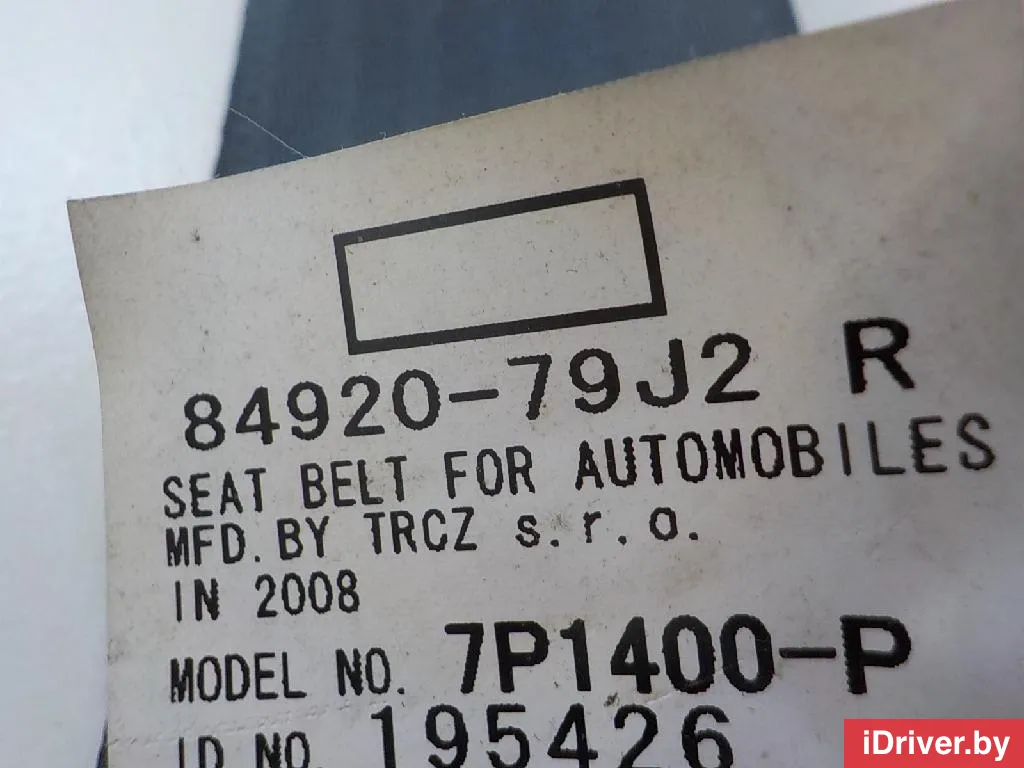 84920-79J2 R
SEAT BELT FOR AUTOMOBILES
MFD. BY TRCZ s.r.o.
IN 2008
MODEL NO. 7P1400-P
ID NO. 195426
iDriver.by